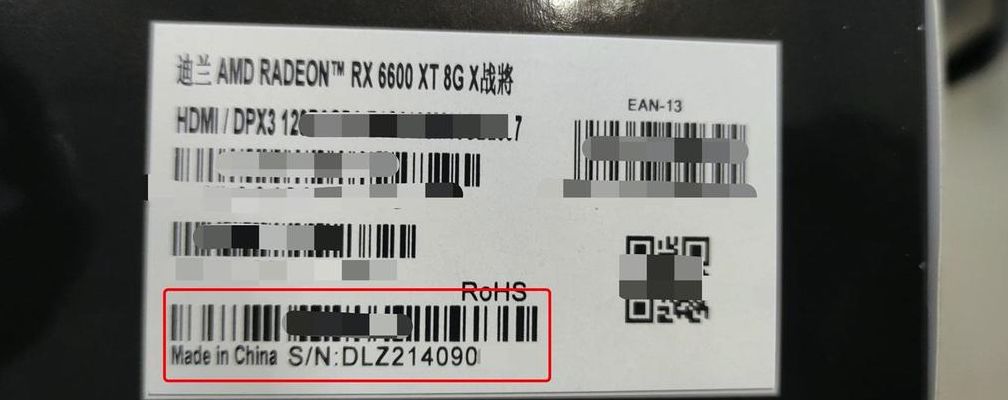 迪兰 AMD RADEON™ RX 6600 XT 8G X战將
HDMI / DPX3
EAN-13
RoHS
Made in China S/N:DLZ214090